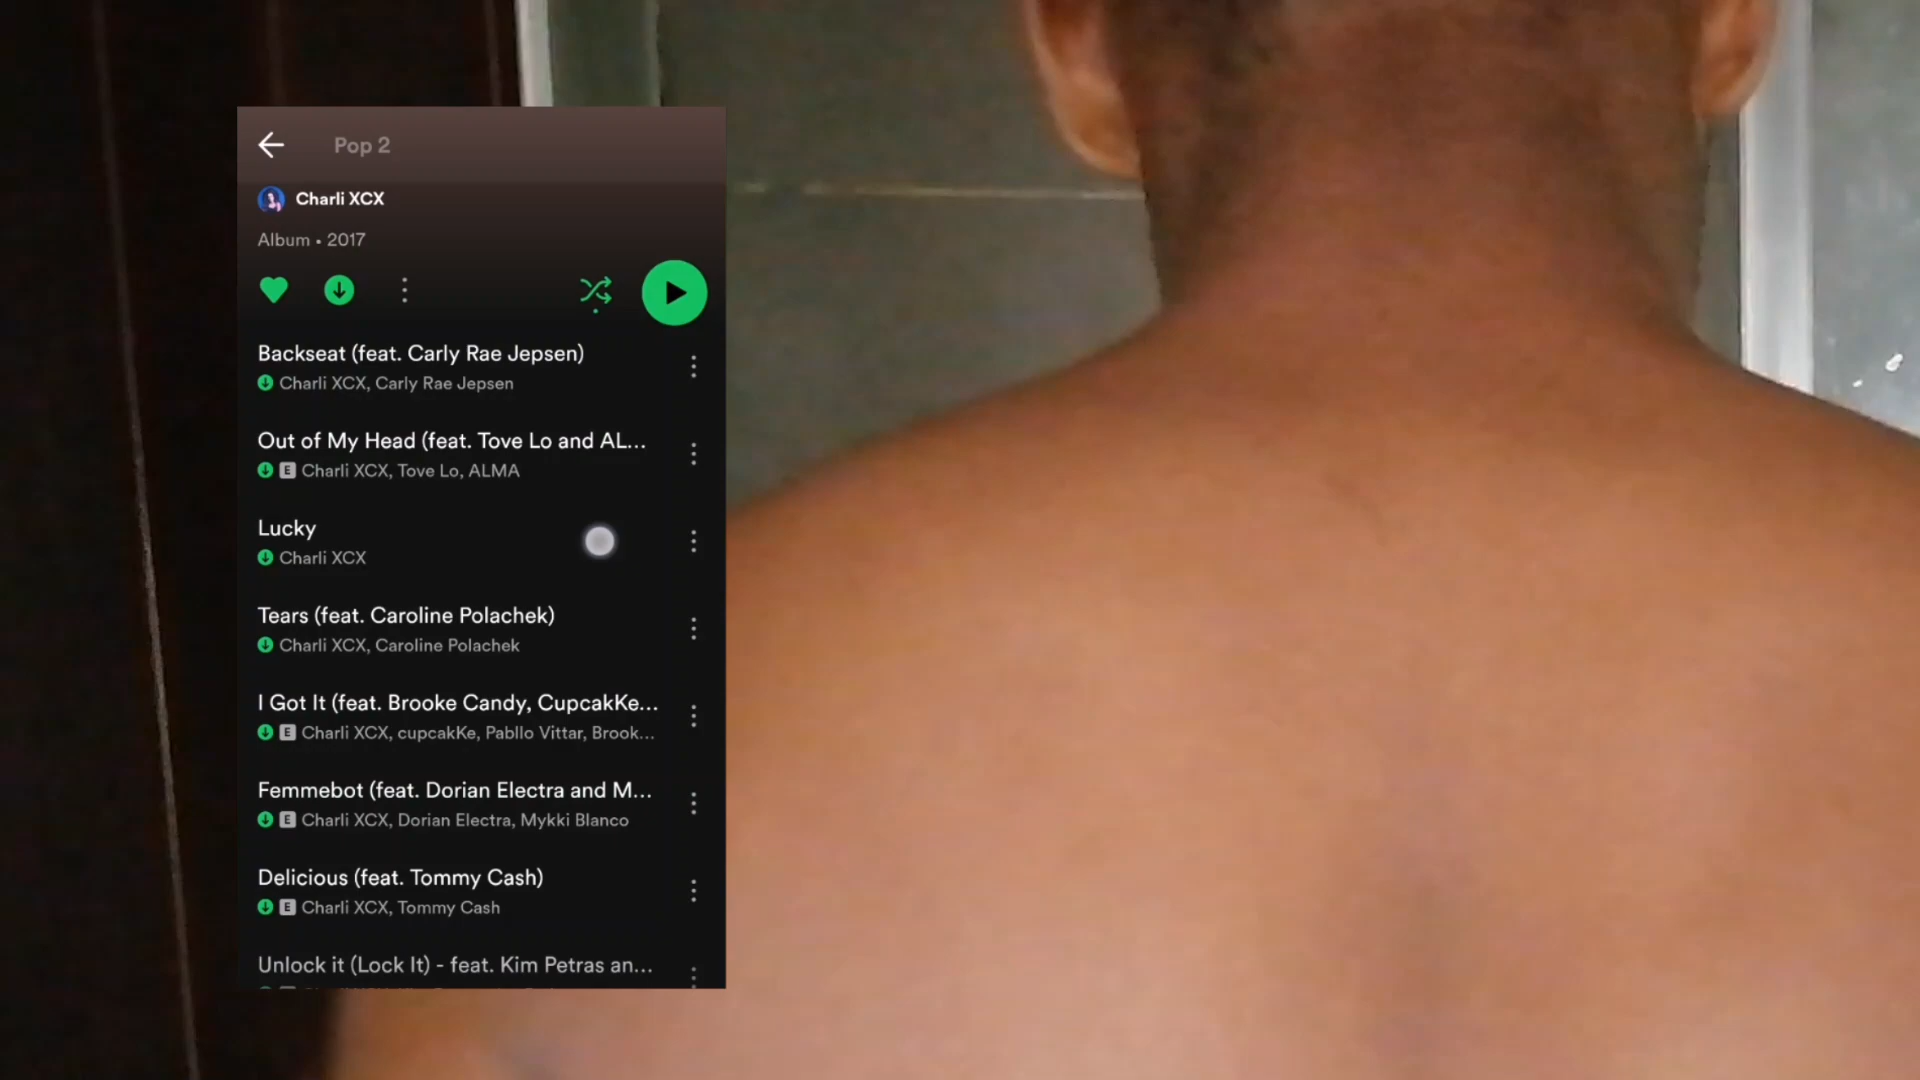 Pop 2
Charli XCX
Album • 2017
Backseat (feat. Carly Rae Jepsen)
Charli XCX, Carly Rae Jepsen
Out of My Head (feat. Tove Lo and AL...
E Charli XCX, Tove Lo, ALMA
Lucky
Charli XCX
Tears (feat. Caroline Polachek)
Charli XCX, Caroline Polachek
I Got It (feat. Brooke Candy, CupcakKe...
E Charli XCX, cupcakKe, Pabllo Vittar, Brook...
Femmebot (feat. Dorian Electra and M...
E Charli XCX, Dorian Electra, Mykki Blanco
Delicious (feat. Tommy Cash)
E Charli XCX, Tommy Cash
Unlock it (Lock It) - feat. Kim Petras an...